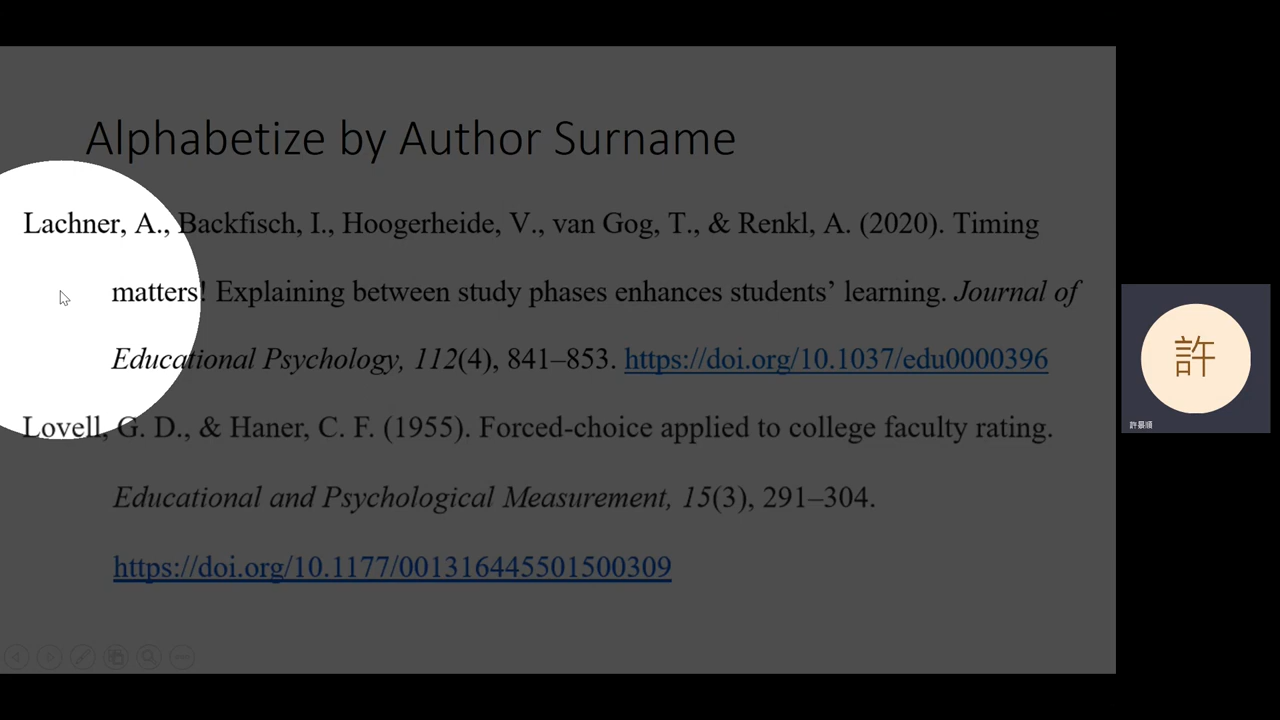 Alphabetize by Author Surname
Lachner, A., Backfisch, I., Hoogerheide, V., van Gog, T., & Renkl, A. (2020). Timing
matters! Explaining between study phases enhances students’ learning. Journal of
Educational Psychology, 112(4), 841–853. https://doi.org/10.1037/edu0000396
Lovell, G. D., & Haner, C. F. (1955). Forced-choice applied to college faculty rating.
Educational and Psychological Measurement, 15(3), 291–304.
https://doi.org/10.1177/001316445501500309
許
許景順